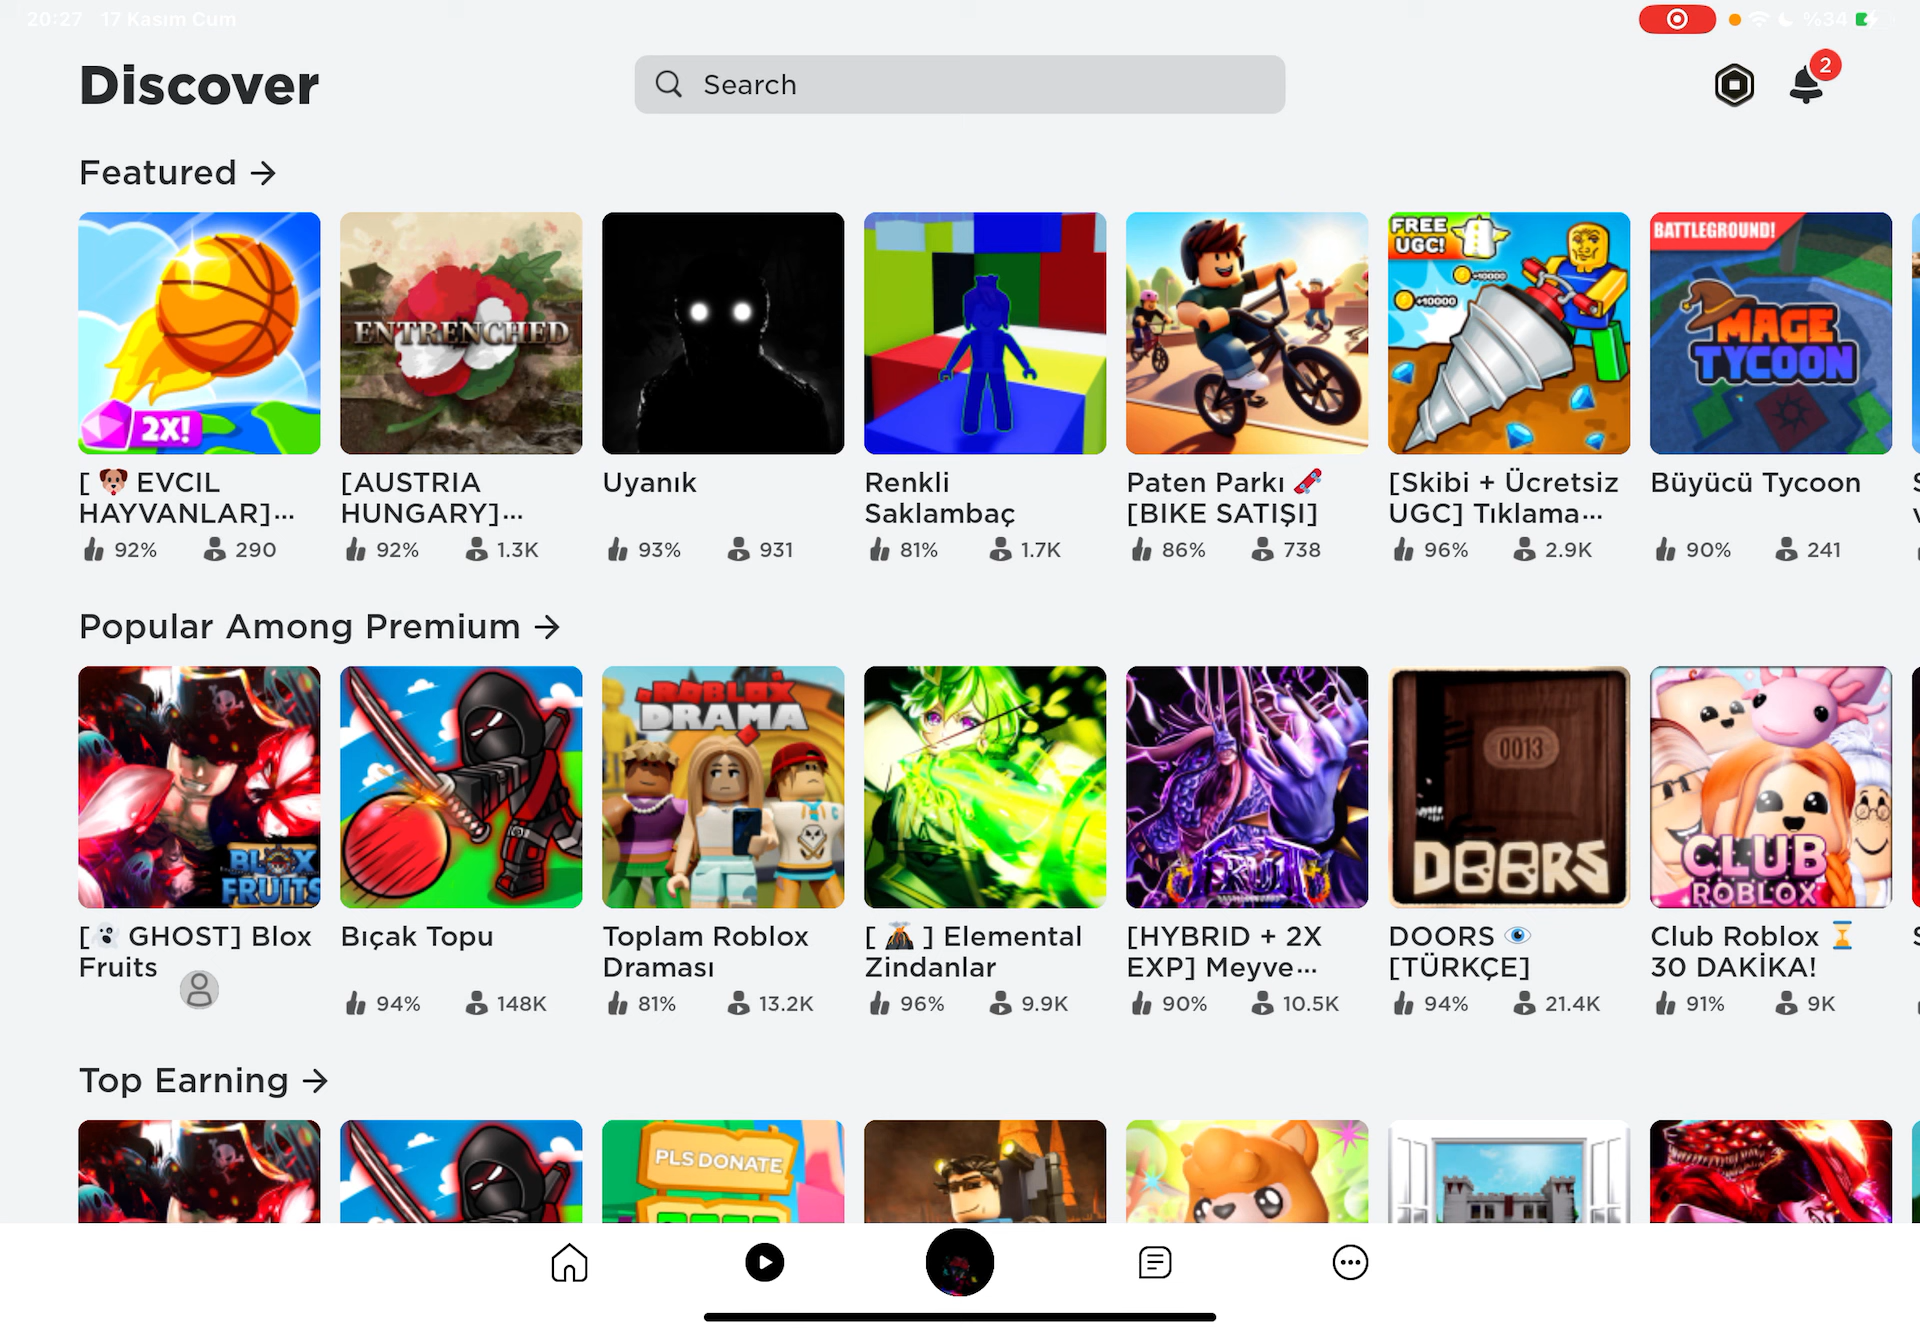 20:27 17 Kasım Cum
%34
Discover
Search
2
Featured →
FREE
UGC!
+10000
+10000
BATTLEGROUND!
MAGE
TYCOON
ENTRENCHED
2X!
[🐶 EVCIL
HAYVANLAR]...
[AUSTRIA
HUNGARY]...
Uyanık
Renkli
Saklambaç
Paten Parkı 🛹
[BIKE SATIŞI]
[Skibi + Ücretsiz
UGC] Tıklama...
Büyücü Tycoon
92% 290
92% 1.3K
93% 931
81% 1.7K
86% 738
96% 2.9K
90% 241
Popular Among Premium →
BLOX
FRUITS
ROBLOX
DRAMA
0013
DOORS
CLUB
ROBLOX
[👻 GHOST] Blox
Fruits
Bıçak Topu
Toplam Roblox
Draması
[🌋] Elemental
Zindanlar
[HYBRID + 2X
EXP] Meyve...
DOORS 👁️
[TÜRKÇE]
Club Roblox ⏳
30 DAKİKA!
94% 148K
81% 13.2K
96% 9.9K
90% 10.5K
94% 21.4K
91% 9K
Top Earning →
PLS DONATE